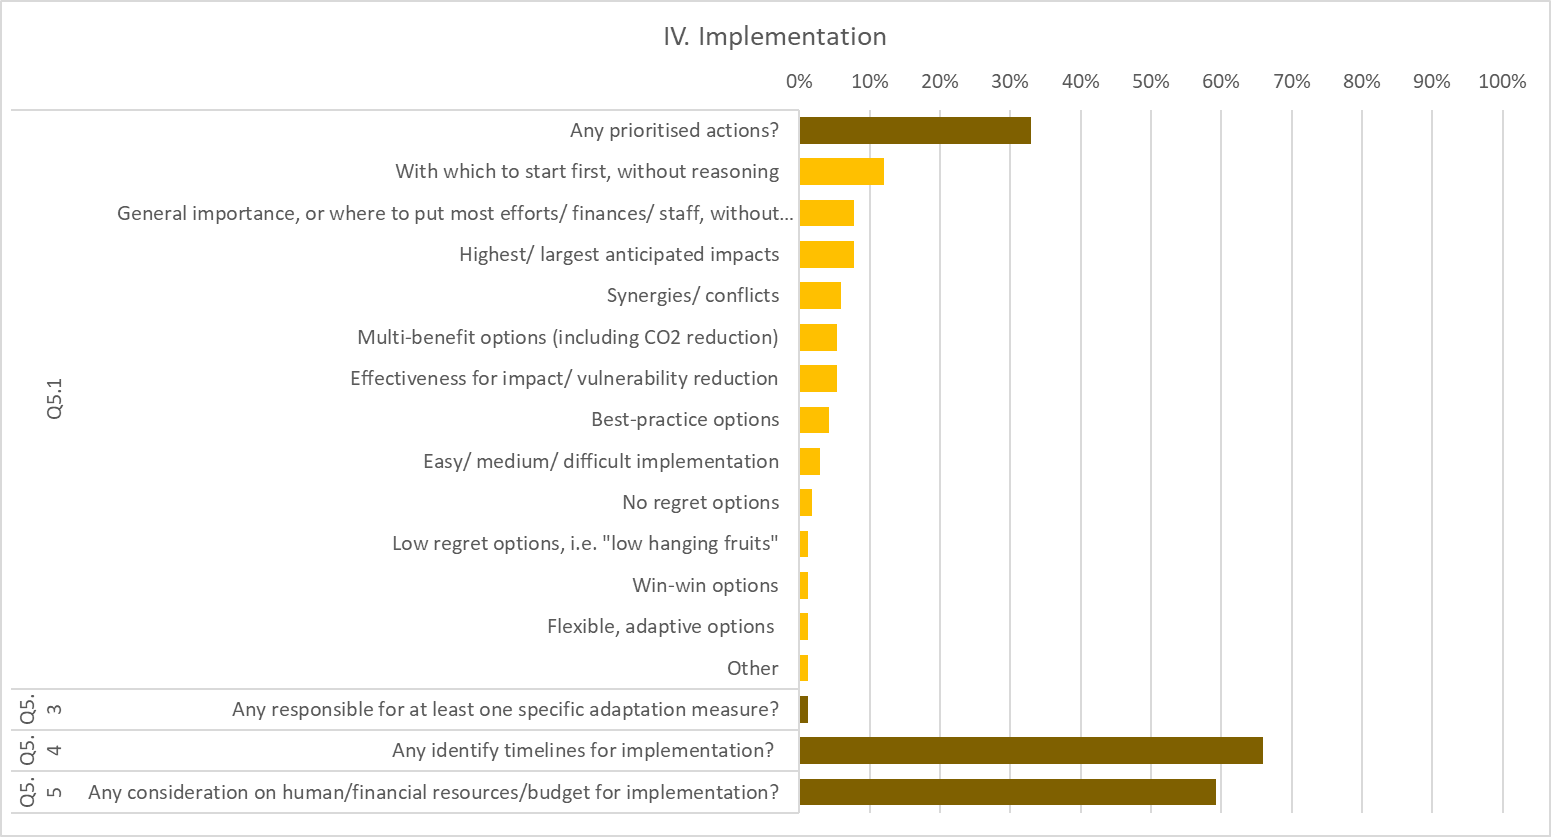 IV. Implementation
0% 10% 20% 30% 40% 50% 60% 70% 80% 90% 100%
Q5.1
Any prioritised actions?
With which to start first, without reasoning
General importance, or where to put most efforts/ finances/ staff, without...
Highest/ largest anticipated impacts
Synergies/ conflicts
Multi-benefit options (including CO2 reduction)
Effectiveness for impact/ vulnerability reduction
Best-practice options
Easy/ medium/ difficult implementation
No regret options
Low regret options, i.e. "low hanging fruits"
Win-win options
Flexible, adaptive options
Other
Q5.
3
Any responsible for at least one specific adaptation measure?
Q5.
4
Any identify timelines for implementation?
Q5.
5
Any consideration on human/financial resources/budget for implementation?